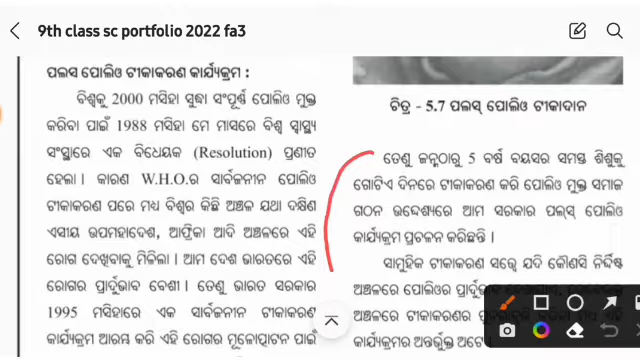 9th class sc portfolio 2022 fa3
ପଲସ ପୋଲିଓ ଟୀକାକରଣ କାର୍ଯ୍ୟକ୍ରମ :
ବିଶ୍ୱକୁ 2000 ମସିହା ସୁଦ୍ଧା ସଂପୂର୍ଣ୍ଣ ପୋଲିଓ ମୁକ୍ତ
କରିବା ପାଇଁ 1988 ମସିହା ମେ ମାସରେ ବିଶ୍ୱ ସ୍ୱାସ୍ଥ୍ୟ
ସଂସ୍ଥାରେ ଏକ ବିଧେୟକ (Resolution) ପ୍ରଣୀତ
ହେଲା । କାରଣ W.H.O.ର ସାର୍ବଜନୀନ ପୋଲିଓ
ଟୀକାକରଣ ପରେ ମଧ୍ୟ ବିଶ୍ୱର କିଛି ଅଞ୍ଚଳ ଯଥା ଦକ୍ଷିଣ
ଏସୀୟ ଉପମହାଦେଶ, ଆଫ୍ରିକା ଆଦି ଅଞ୍ଚଳରେ ଏହି
ରୋଗ ଦେଖିବାକୁ ମିଳିଲା । ଆମ ଦେଶ ଭାରତରେ ଏହି
ରୋଗର ପ୍ରାର୍ଦୁଭାବ ବେଶୀ । ତେଣୁ ଭାରତ ସରକାର
1995 ମସିହାରେ ଏକ ସାର୍ବଜନୀନ ଟୀକାକରଣ
କାର୍ଯ୍ୟକ୍ରମ ଆରମ୍ଭ କରି ଏହି ରୋଗର ମୂଳୋତ୍ପାଟନ ପାଇଁ
ଚିତ୍ର - 5.7 ପଲସ୍ ପୋଲିଓ ଟୀକାଦାନ
ତେଣୁ ଜନ୍ମଠାରୁ 5 ବର୍ଷ ବୟସର ସମସ୍ତ ଶିଶୁକୁ
ଗୋଟିଏ ଦିନରେ ଟୀକାକରଣ କରି ପୋଲିଓ ମୁକ୍ତ ସମାଜ
ଗଠନ ଉଦ୍ଦେଶ୍ୟରେ ଆମ ସରକାର ପଲ୍‌ସ୍ ପୋଲିଓ
କାର୍ଯ୍ୟକ୍ରମ ପ୍ରଚଳନ କରିଛନ୍ତି ।
ସାମୁହିକ ଟୀକାକରଣ ସତ୍ତ୍ୱେ ଯଦି କୌଣସି ନିର୍ଦ୍ଦିଷ୍ଟ
ଅଞ୍ଚଳରେ ପୋଲିଓର ପ୍ରାର୍ଦୁଭାବ
ଅଞ୍ଚଳରେ ଟୀକାକରଣର
କାର୍ଯ୍ୟକ୍ରମର ଅନ୍ତର୍ଭୁକ୍ତ ଅଟେ ।